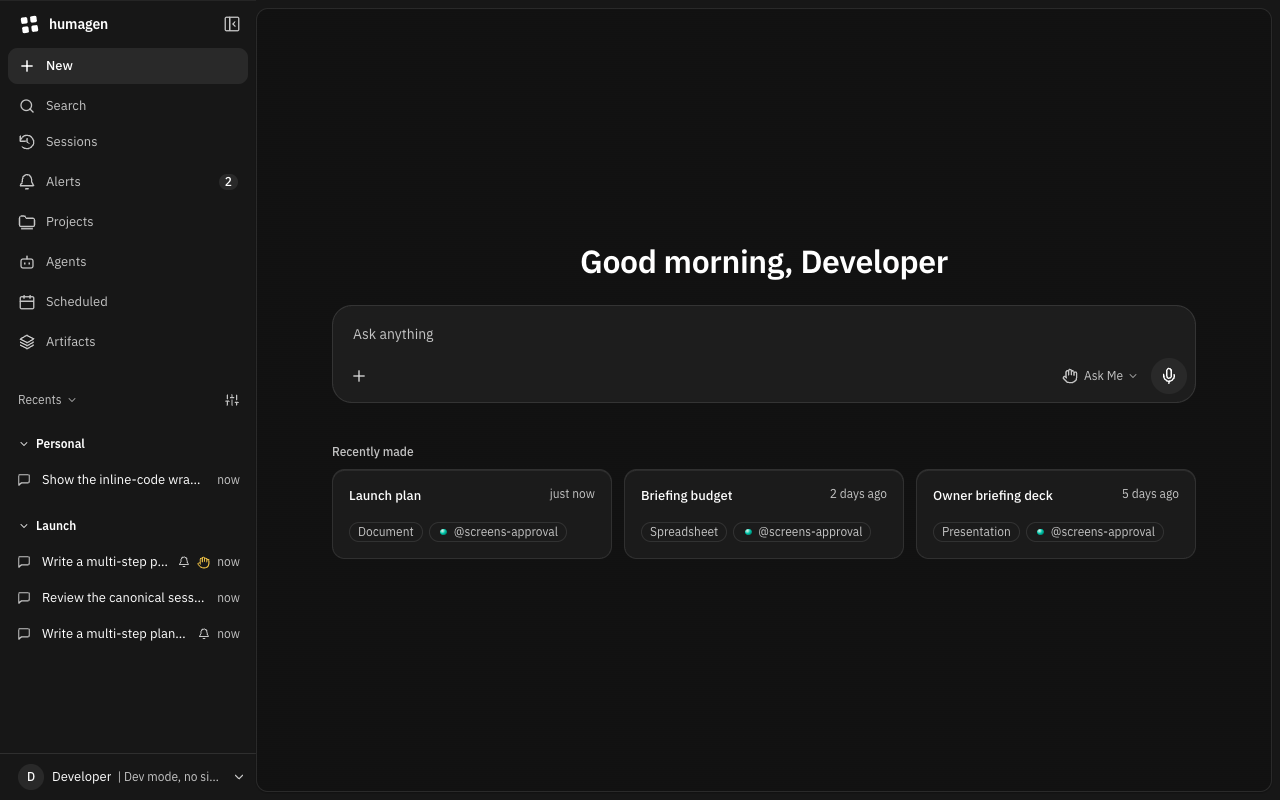 humagen
New
Search
Sessions
Alerts 2
Projects
Agents
Scheduled
Artifacts
Recents
Personal
Show the inline-code wra... now
Launch
Write a multi-step p... now
Review the canonical sess... now
Write a multi-step plan... now
D Developer | Dev mode, no si...
Good morning, Developer
Ask anything
Ask Me
Recently made
Launch plan just now
Document @screens-approval
Briefing budget 2 days ago
Spreadsheet @screens-approval
Owner briefing deck 5 days ago
Presentation @screens-approval